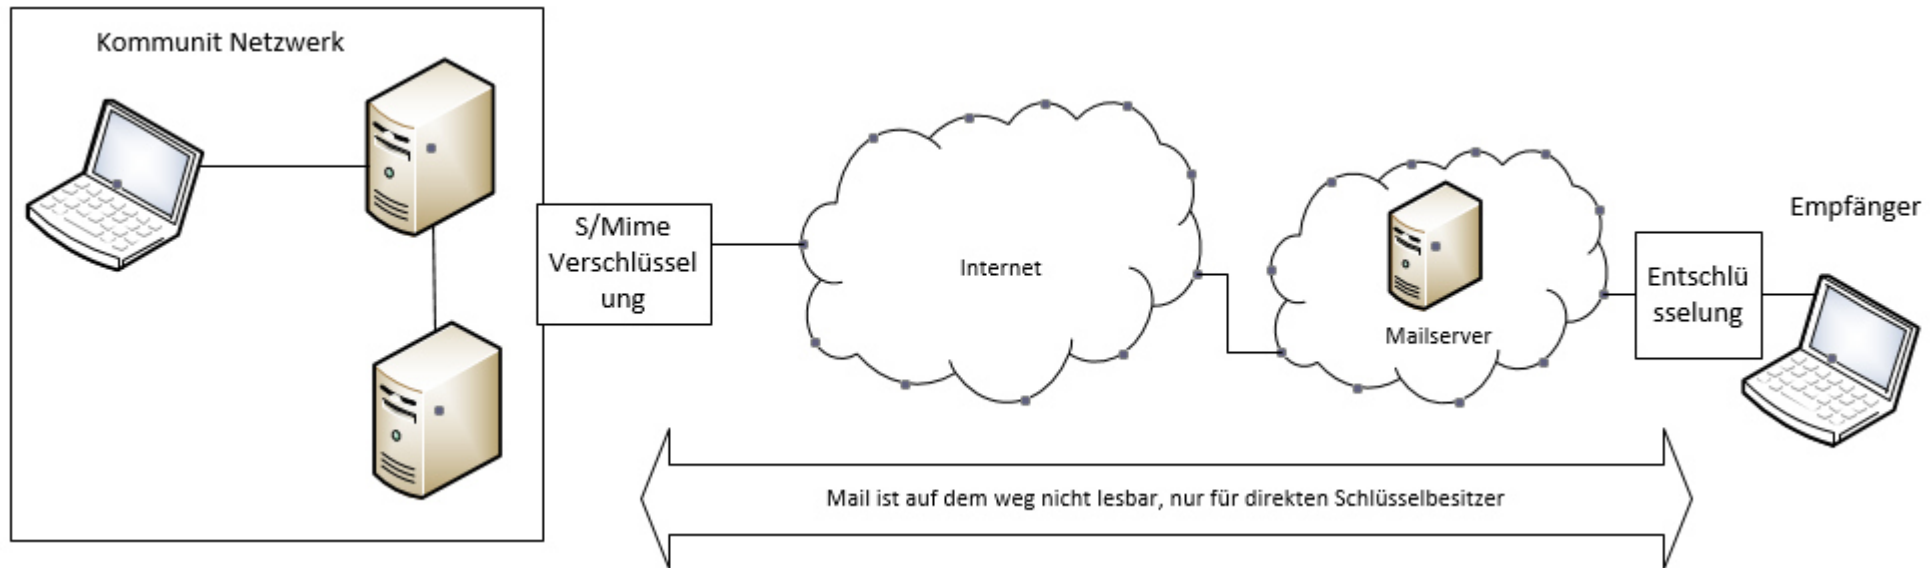 Kommunit Netzwerk
S/Mime
Verschlüssel
ung
Internet
Mailserver
Empfänger
Entschlü
sselung
Mail ist auf dem weg nicht lesbar, nur für direkten Schlüsselbesitzer